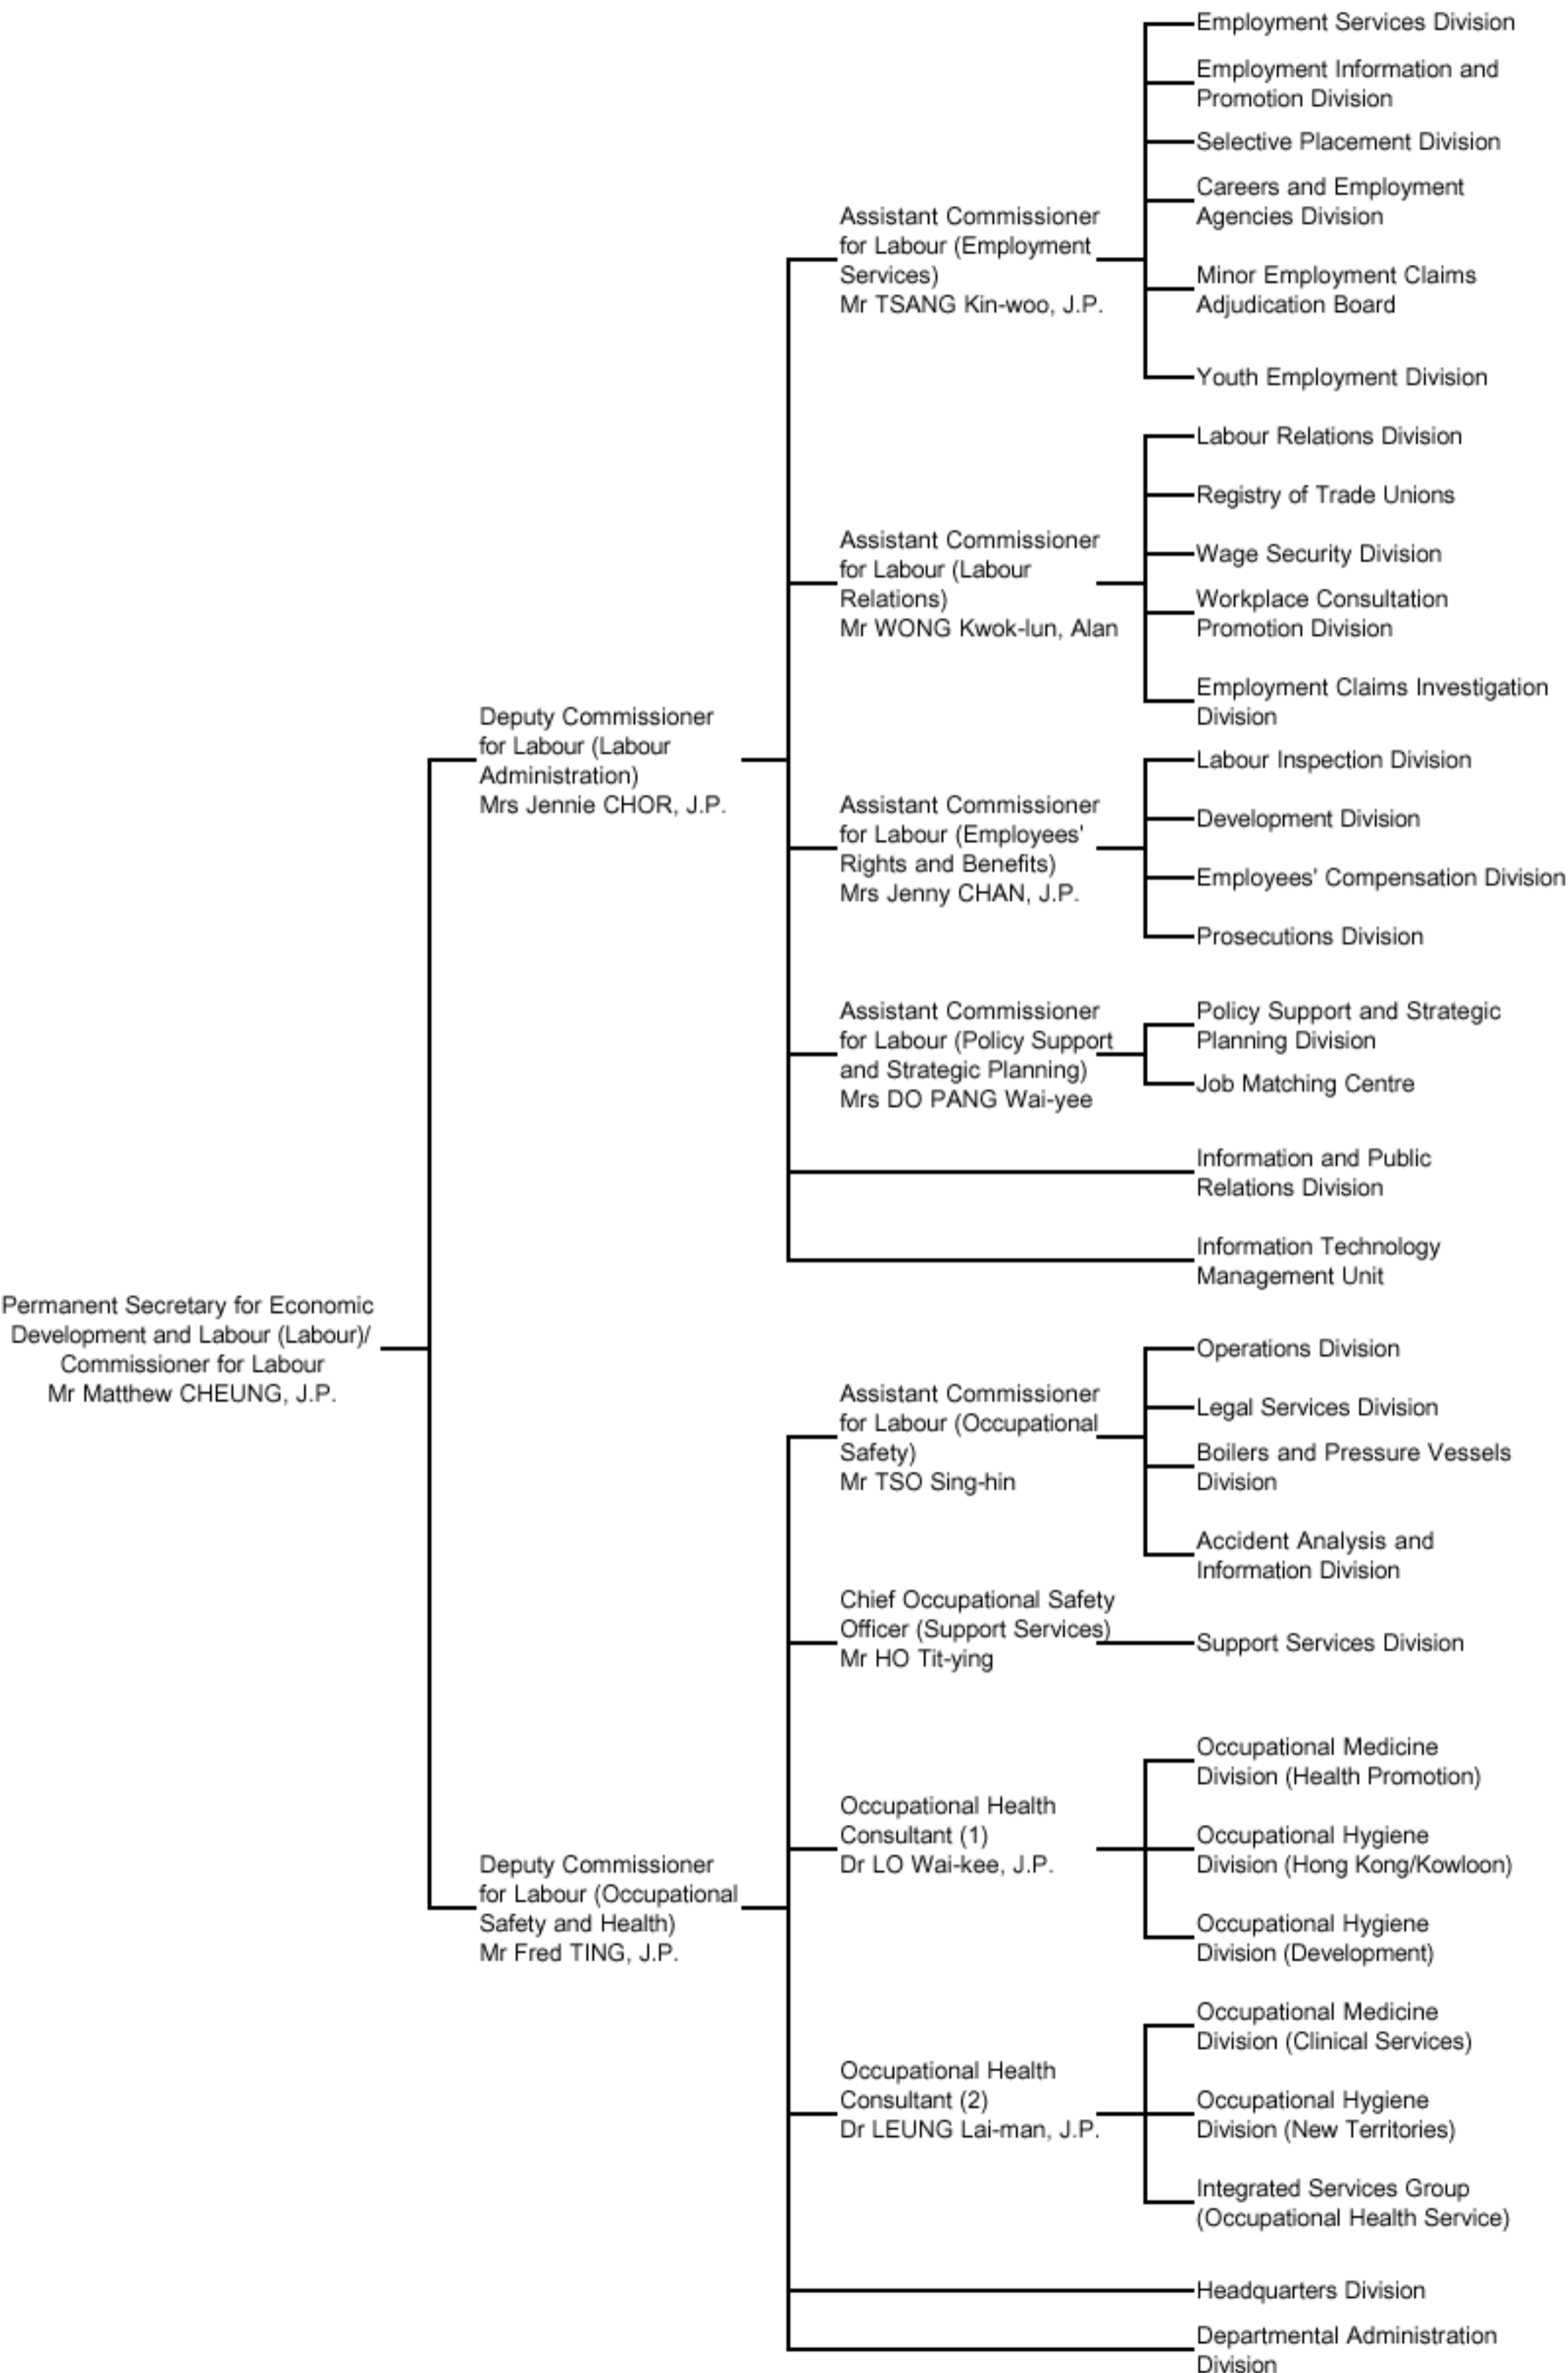 Permanent Secretary for Economic
Development and Labour (Labour)/
Commissioner for Labour
Mr Matthew CHEUNG, J.P.
Deputy Commissioner
for Labour (Labour
Administration)
Mrs Jennie CHOR, J.P.
Assistant Commissioner
for Labour (Employment
Services)
Mr TSANG Kin-woo, J.P.
Employment Services Division
Employment Information and
Promotion Division
Selective Placement Division
Careers and Employment
Agencies Division
Minor Employment Claims
Adjudication Board
Youth Employment Division
Assistant Commissioner
for Labour (Labour
Relations)
Mr WONG Kwok-lun, Alan
Labour Relations Division
Registry of Trade Unions
Wage Security Division
Workplace Consultation
Promotion Division
Employment Claims Investigation
Division
Assistant Commissioner
for Labour (Employees'
Rights and Benefits)
Mrs Jenny CHAN, J.P.
Labour Inspection Division
Development Division
Employees' Compensation Division
Prosecutions Division
Assistant Commissioner
for Labour (Policy Support
and Strategic Planning)
Mrs DO PANG Wai-yee
Policy Support and Strategic
Planning Division
Job Matching Centre
Information and Public
Relations Division
Information Technology
Management Unit
Deputy Commissioner
for Labour (Occupational
Safety and Health)
Mr Fred TING, J.P.
Assistant Commissioner
for Labour (Occupational
Safety)
Mr TSO Sing-hin
Operations Division
Legal Services Division
Boilers and Pressure Vessels
Division
Accident Analysis and
Information Division
Chief Occupational Safety
Officer (Support Services)
Mr HO Tit-ying
Support Services Division
Occupational Health
Consultant (1)
Dr LO Wai-kee, J.P.
Occupational Medicine
Division (Health Promotion)
Occupational Hygiene
Division (Hong Kong/Kowloon)
Occupational Hygiene
Division (Development)
Occupational Health
Consultant (2)
Dr LEUNG Lai-man, J.P.
Occupational Medicine
Division (Clinical Services)
Occupational Hygiene
Division (New Territories)
Integrated Services Group
(Occupational Health Service)
Headquarters Division
Departmental Administration
Division